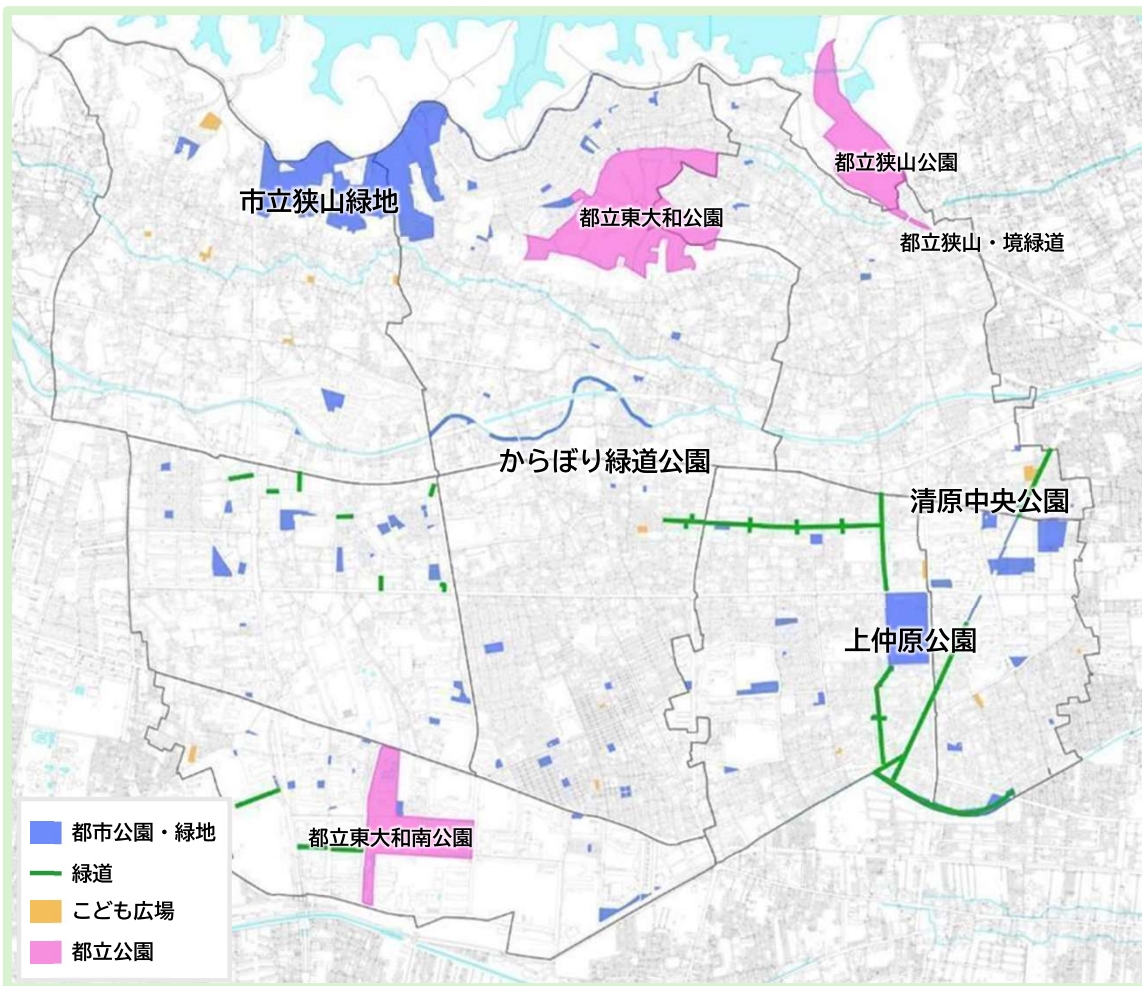 都立狭山公園
市立狭山緑地
都立東大和公園
都立狭山・境緑道
からぼり緑道公園
清原中央公園
上仲原公園
都立東大和南公園
都市公園・緑地
緑道
こども広場
都立公園